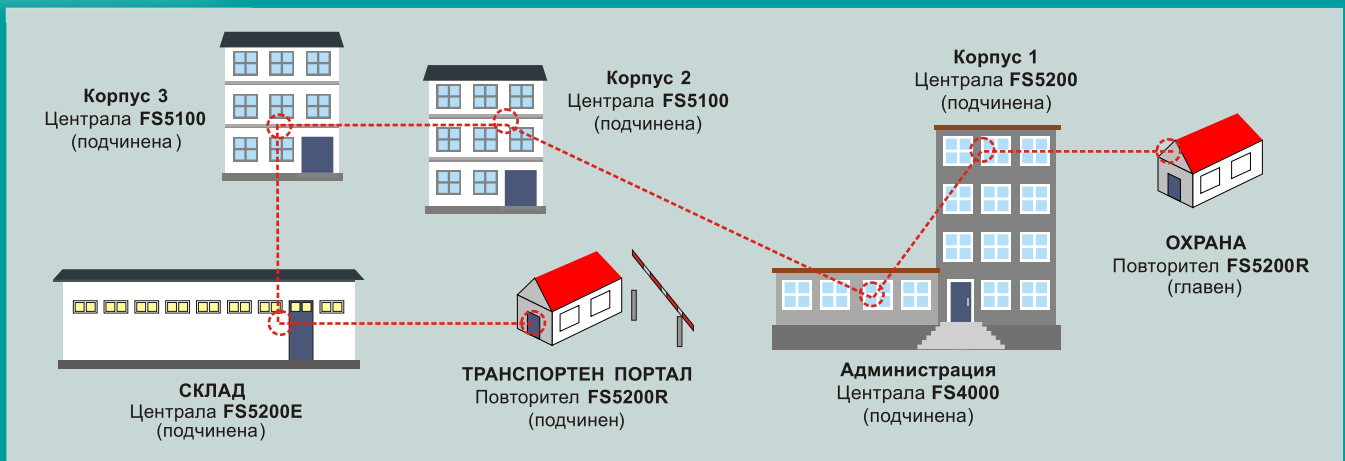 Корпус 3
Централа FS5100
(подчинена)
Корпус 2
Централа FS5100
(подчинена)
Корпус 1
Централа FS5200
(подчинена)
ОХРАНА
Повторител FS5200R
(главен)
СКЛАД
Централа FS5200E
(подчинена)
ТРАНСПОРТЕН ПОРТАЛ
Повторител FS5200R
(подчинен)
Администрация
Централа FS4000
(подчинена)